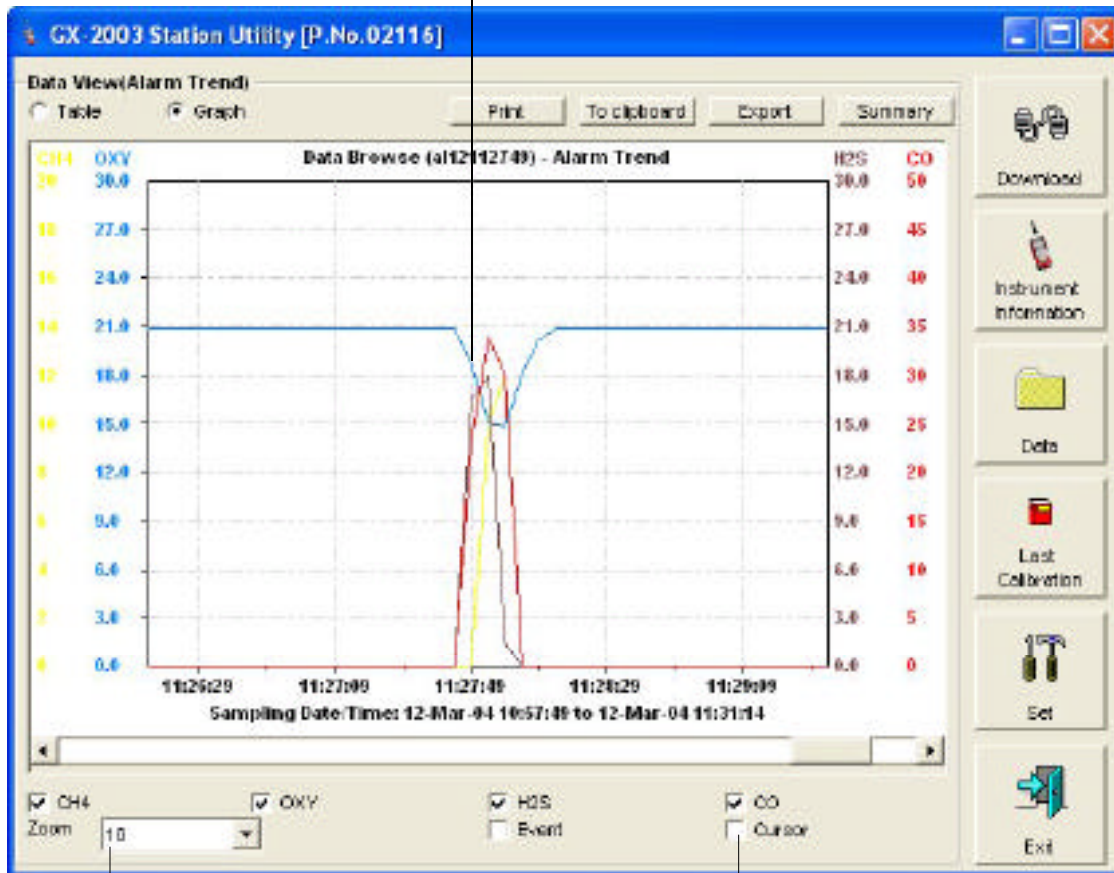 GX-2003 Station Utility [P.No.02116]
Data View(Alarm Trend)
Table Graph Print To clipboard Export Summary
Data Browse (al12112749) - Alarm Trend
CH4 OXY H2S CO
20 30.0 30.0 50
18 27.0 27.0 45
16 24.0 24.0 40
14 21.0 21.0 35
12 18.0 18.0 30
10 15.0 15.0 25
8 12.0 12.0 20
6 9.0 9.0 15
4 6.0 6.0 10
2 3.0 3.0 5
0 0.0 0.0 0
11:26:29 11:27:09 11:27:49 11:28:29 11:29:09
Sampling Date/Time: 12-Mar-04 10:57:49 to 12-Mar-04 11:31:14
CH4 OXY H2S CO
Zoom 10 Event Cursor
Download
Instrument
Information
Data
Last
Calibration
Set
Exit